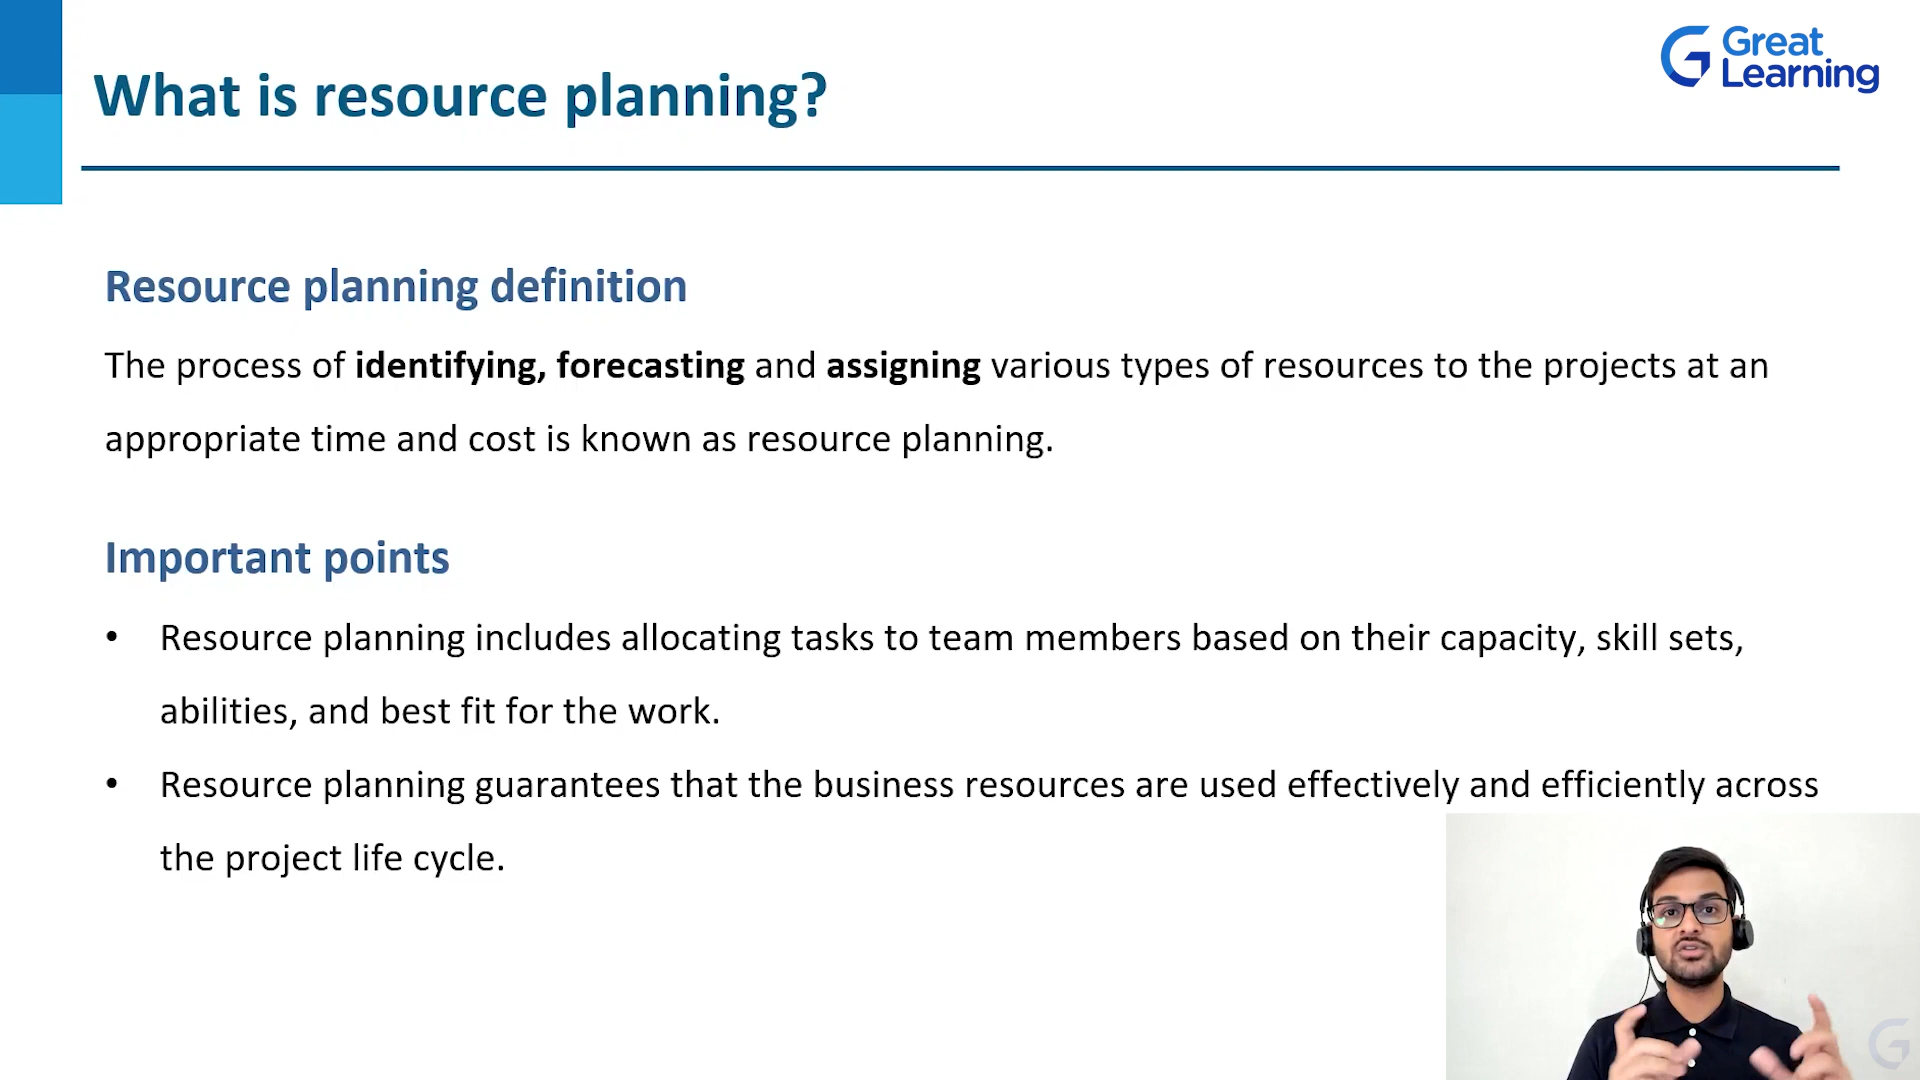 What is resource planning?
Great
Learning
Resource planning definition
The process of identifying, forecasting and assigning various types of resources to the projects at an
appropriate time and cost is known as resource planning.
Important points
• Resource planning includes allocating tasks to team members based on their capacity, skill sets,
abilities, and best fit for the work.
• Resource planning guarantees that the business resources are used effectively and efficiently across
the project life cycle.